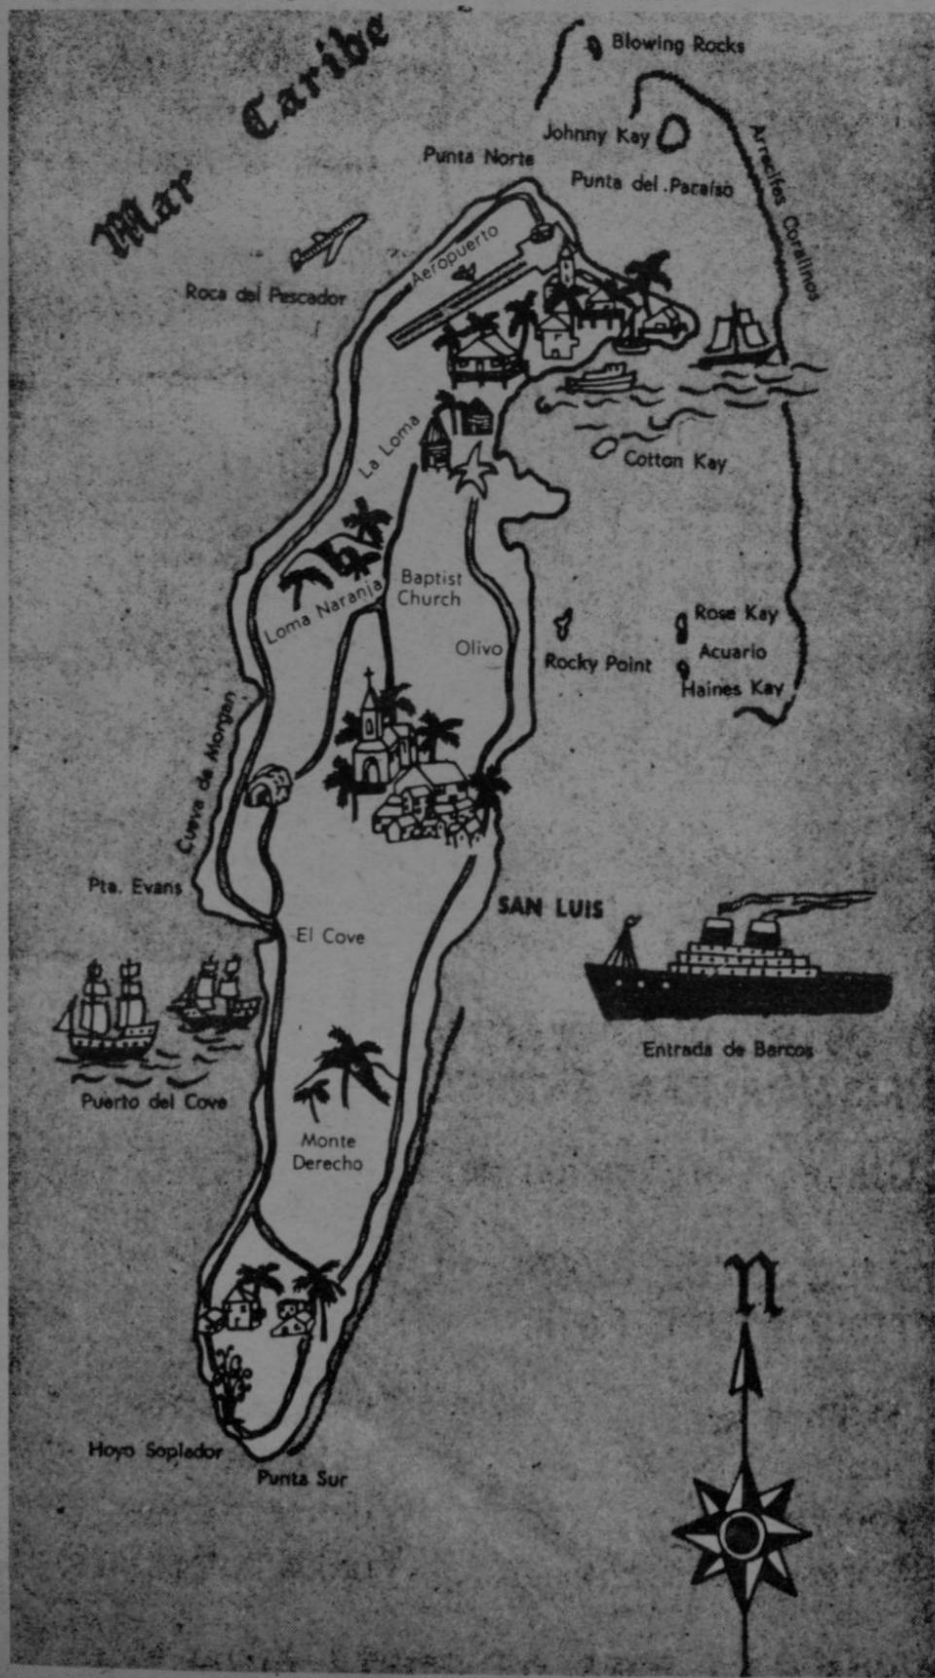 Mar Caribe
Blowing Rocks
Johnny Kay
Arrecifes Corallinos
Punta Norte
Punta del Paraíso
Aeropuerto
Roca del Pescador
La Loma
Cotton Kay
Baptist
Church
Loma Naranja
Rose Kay
Olivo
Acuario
Rocky Point
Haines Kay
Cueva de Morgan
Pta. Evans
SAN LUIS
El Cove
Entrada de Barcos
Puerto del Cove
Monte
Derecho
n
Hoyo Soplador
Punta Sur